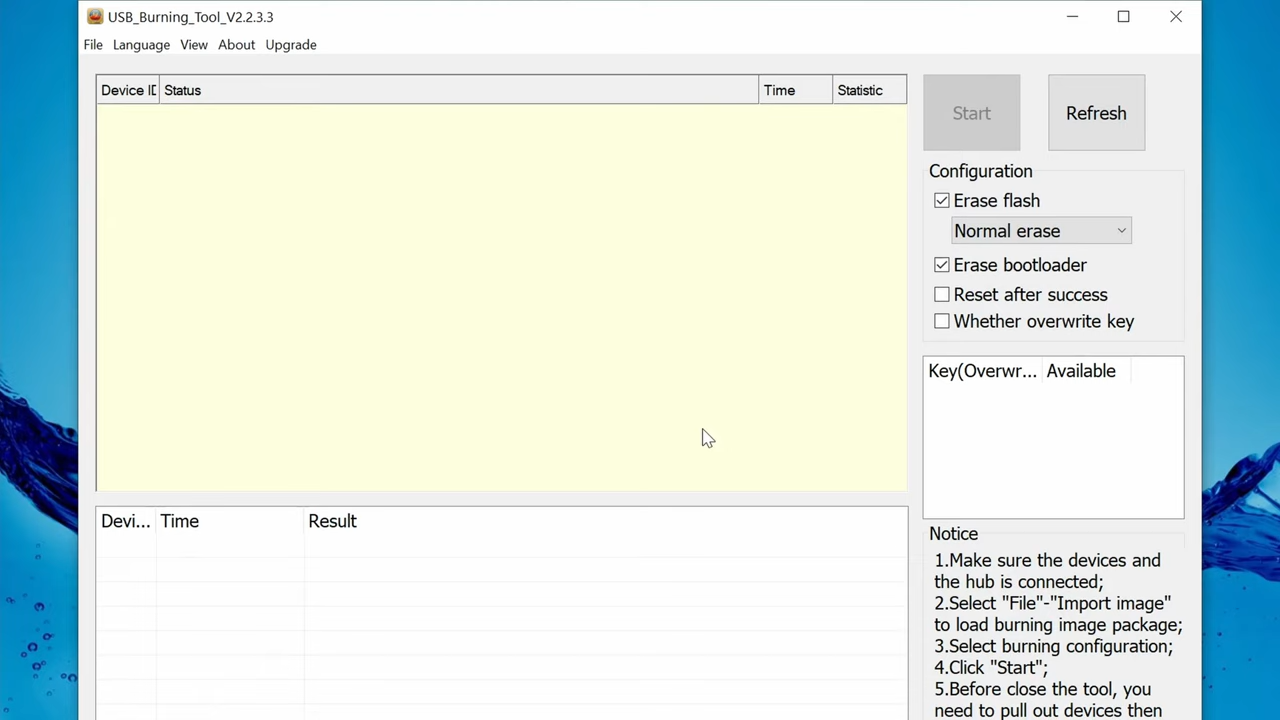 USB_Burning_Tool_V2.2.3.3
File Language View About Upgrade
Device ID Status Time Statistic
Start Refresh
Configuration
Erase flash
Normal erase
Erase bootloader
Reset after success
Whether overwrite key
Key(Overwr... Available
Devi... Time Result
Notice
1.Make sure the devices and
the hub is connected;
2.Select "File"-"Import image"
to load burning image package;
3.Select burning configuration;
4.Click "Start";
5.Before close the tool, you
need to pull out devices then